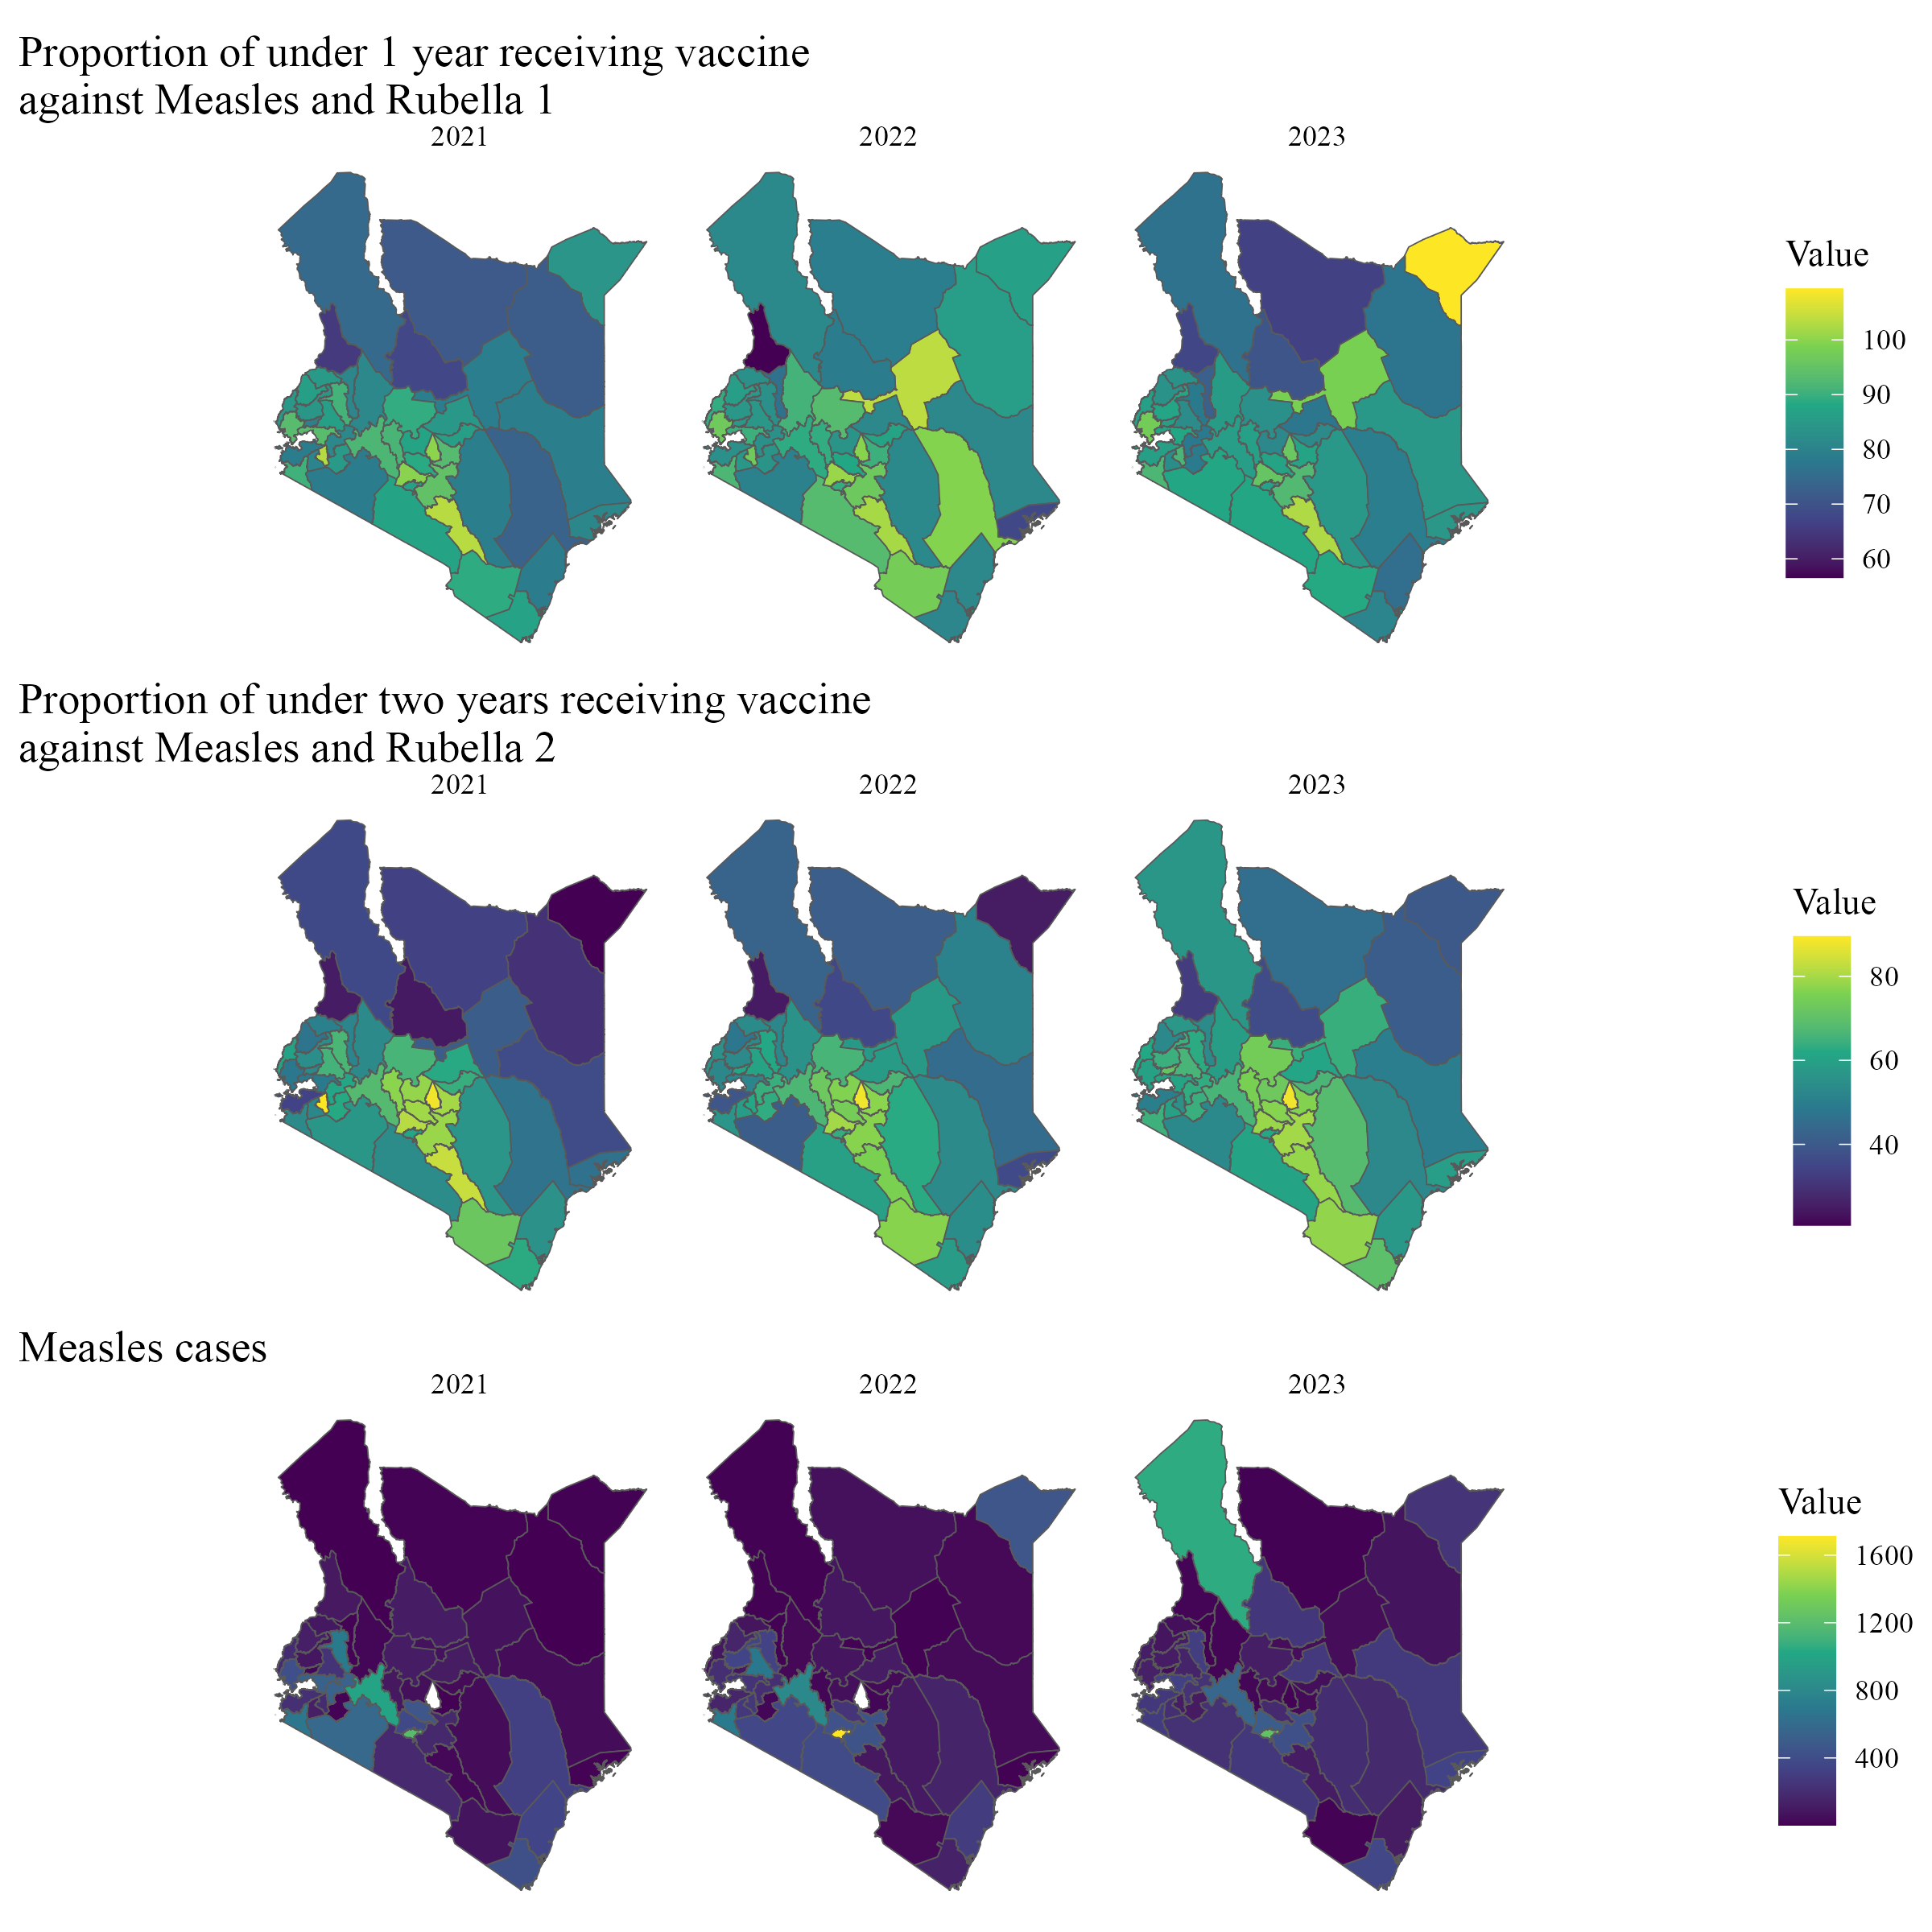 Proportion of under 1 year receiving vaccine
against Measles and Rubella 1
2021 2022 2023
Value
100
90
80
70
60
Proportion of under two years receiving vaccine
against Measles and Rubella 2
2021 2022 2023
Value
80
60
40
Measles cases
2021 2022 2023
Value
1600
1200
800
400